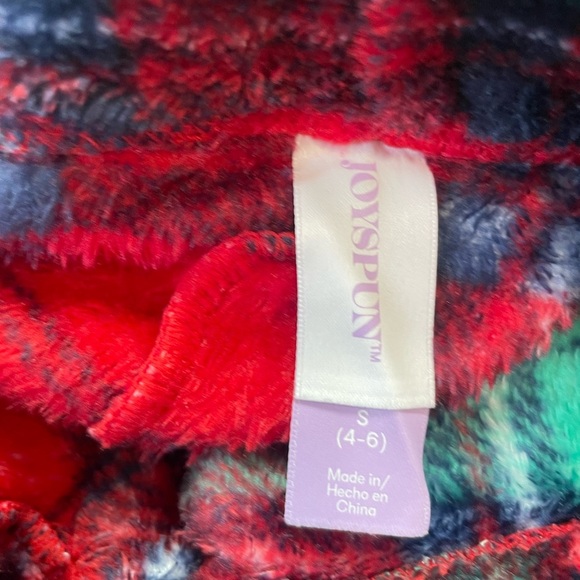 JOYSPUN™
S
(4-6)
Made in/
Hecho en
China